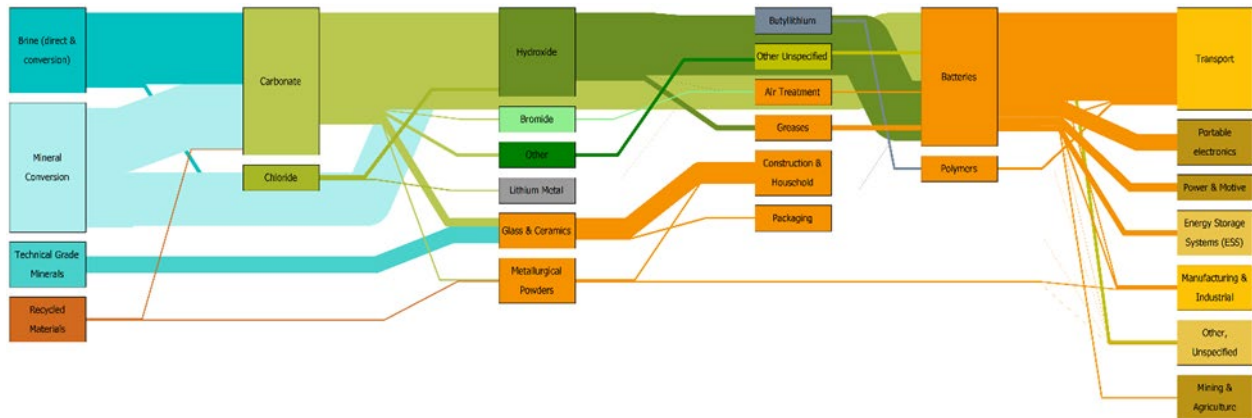 Brine (direct &
conversion)
Mineral
Conversion
Technical Grade
Minerals
Recycled
Materials
Carbonate
Chloride
Hydroxide
Bromide
Other
Lithium Metal
Glass & Ceramics
Metallurgical
Powders
Butyllithium
Other Unspecified
Air Treatment
Greases
Construction &
Household
Packaging
Batteries
Polymers
Transport
Portable
electronics
Power & Motive
Energy Storage
Systems (ESS)
Manufacturing &
Industrial
Other,
Unspecified
Mining &
Agriculture